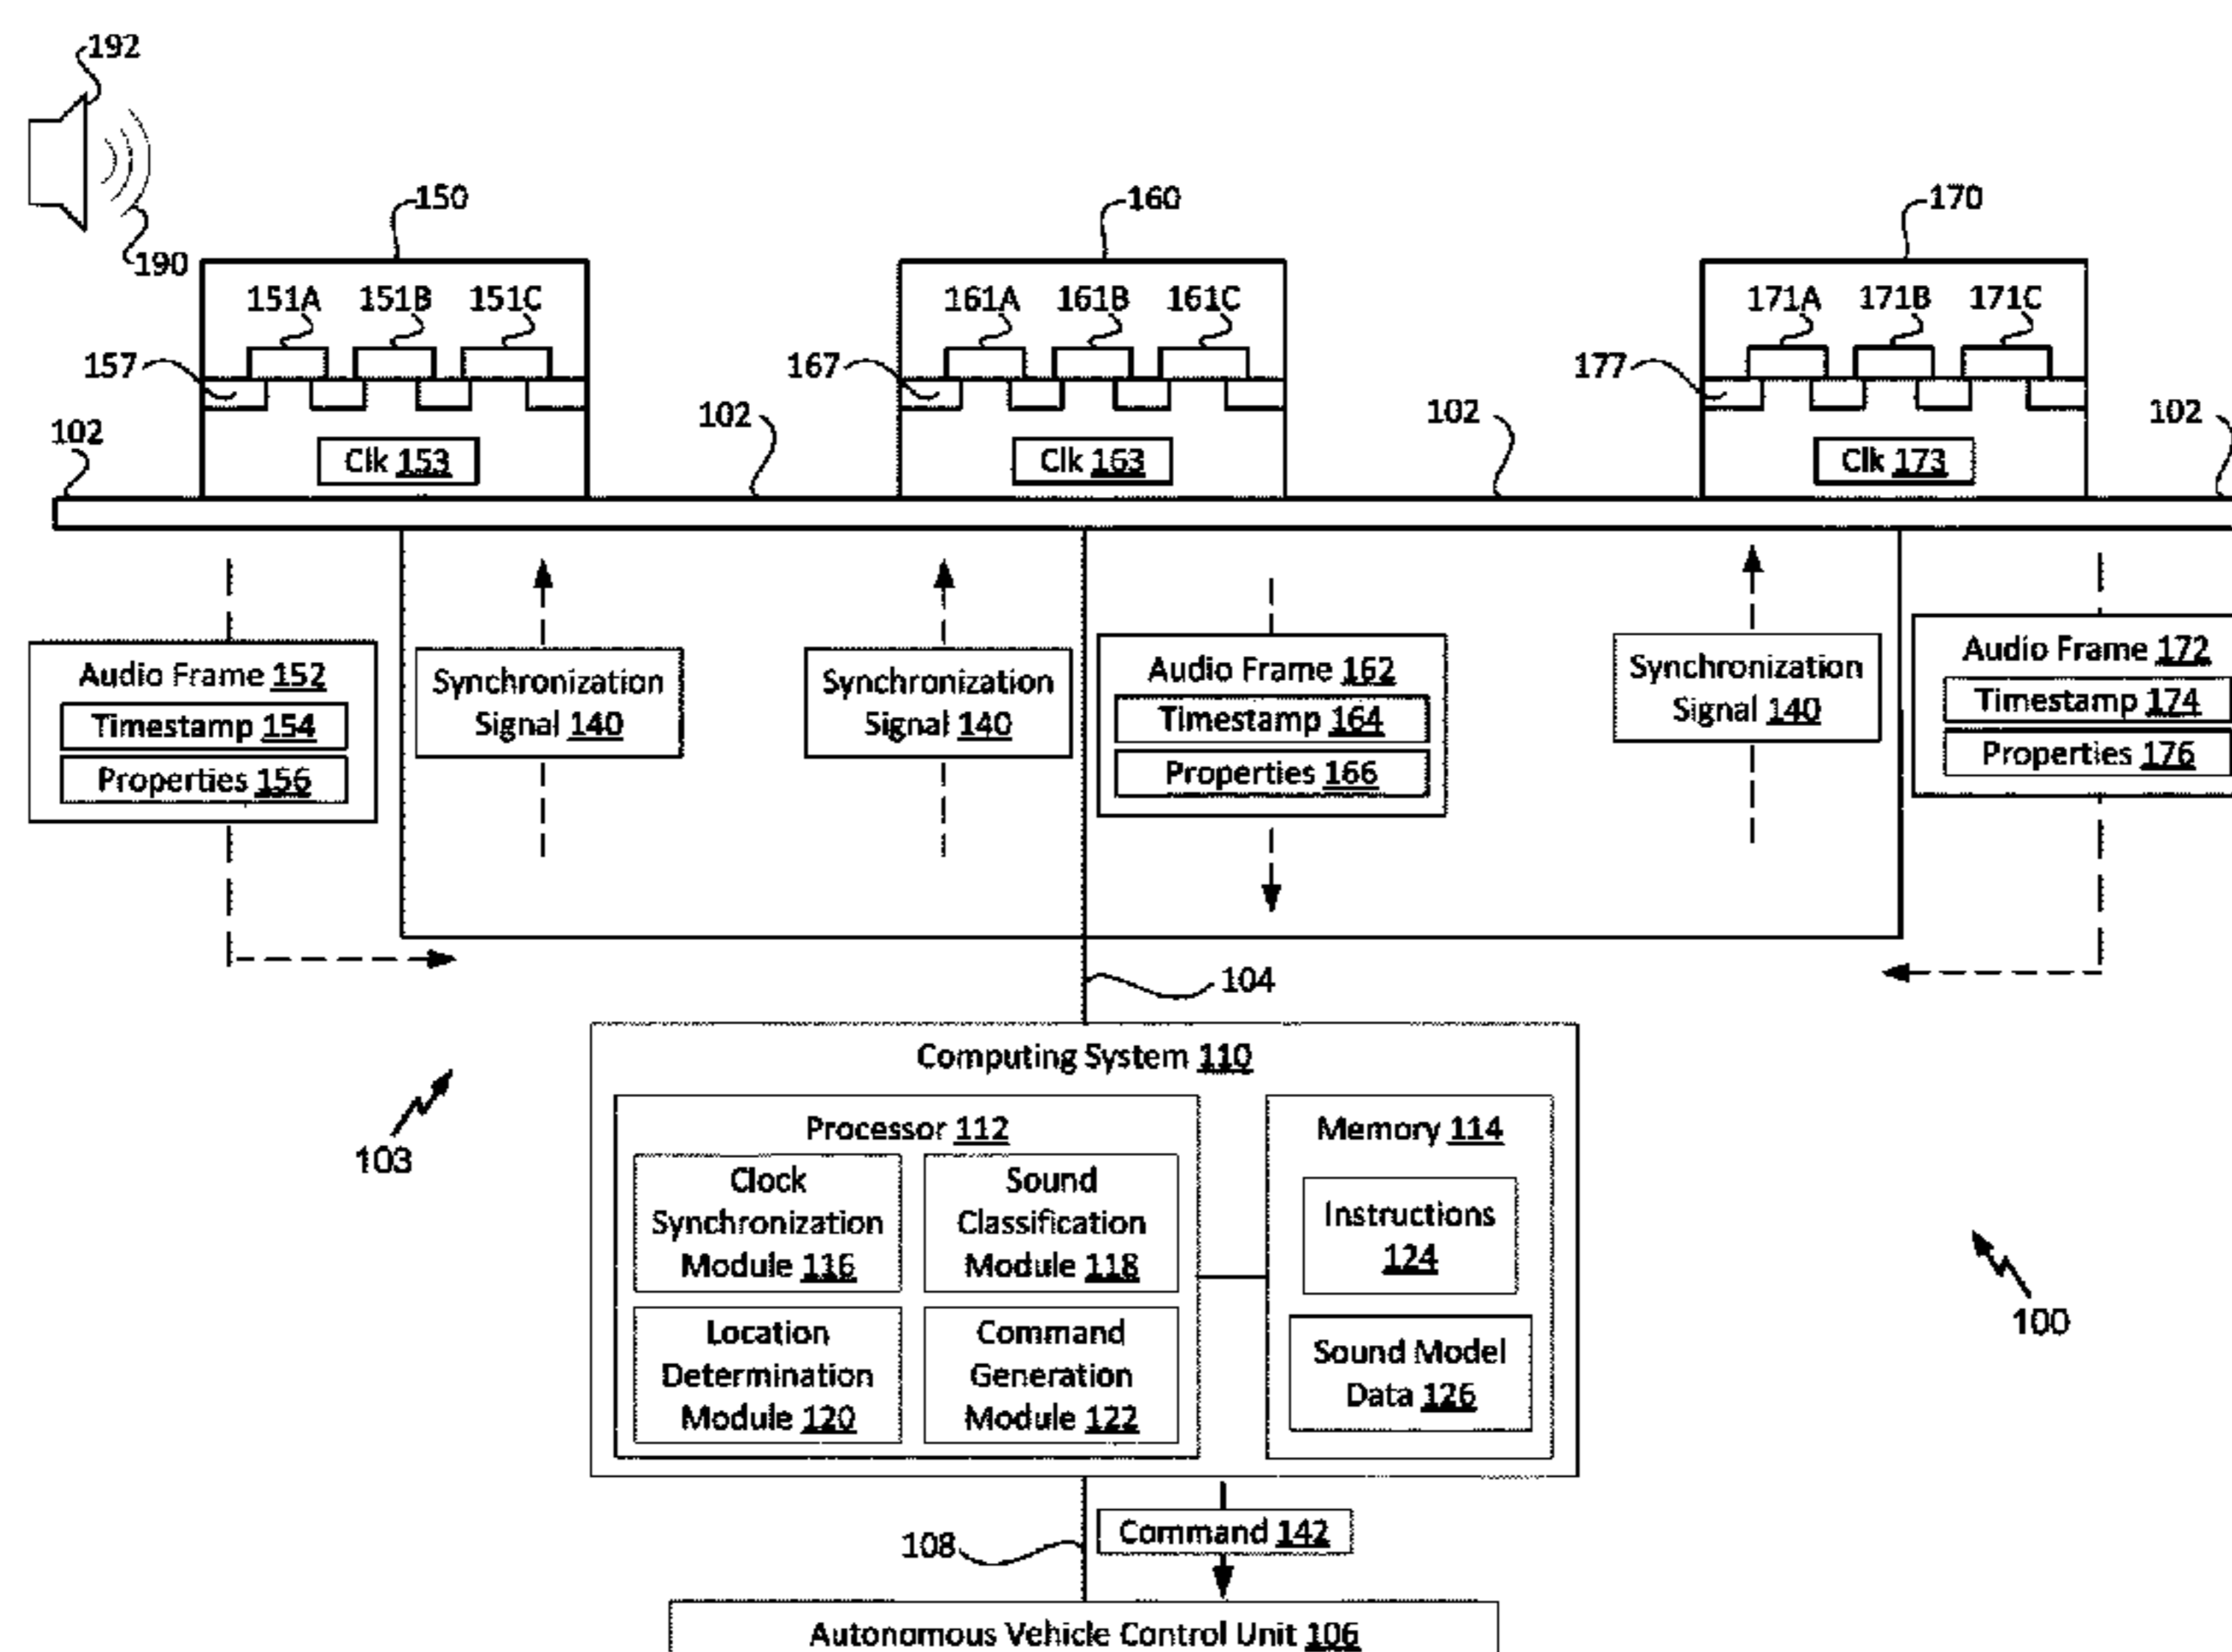 192
190
150
160
170
151A 151B 151C
161A 161B 161C
171A 171B 171C
157
167
177
102
102
102
102
Clk 153
Clk 163
Clk 173
Audio Frame 152
Timestamp 154
Properties 156
Synchronization
Signal 140
Synchronization
Signal 140
Audio Frame 162
Timestamp 164
Properties 166
Synchronization
Signal 140
Audio Frame 172
Timestamp 174
Properties 176
104
103
100
Computing System 110
Processor 112
Clock
Synchronization
Module 116
Sound
Classification
Module 118
Location
Determination
Module 120
Command
Generation
Module 122
Memory 114
Instructions
124
Sound Model
Data 126
108
Command 142
Autonomous Vehicle Control Unit 106